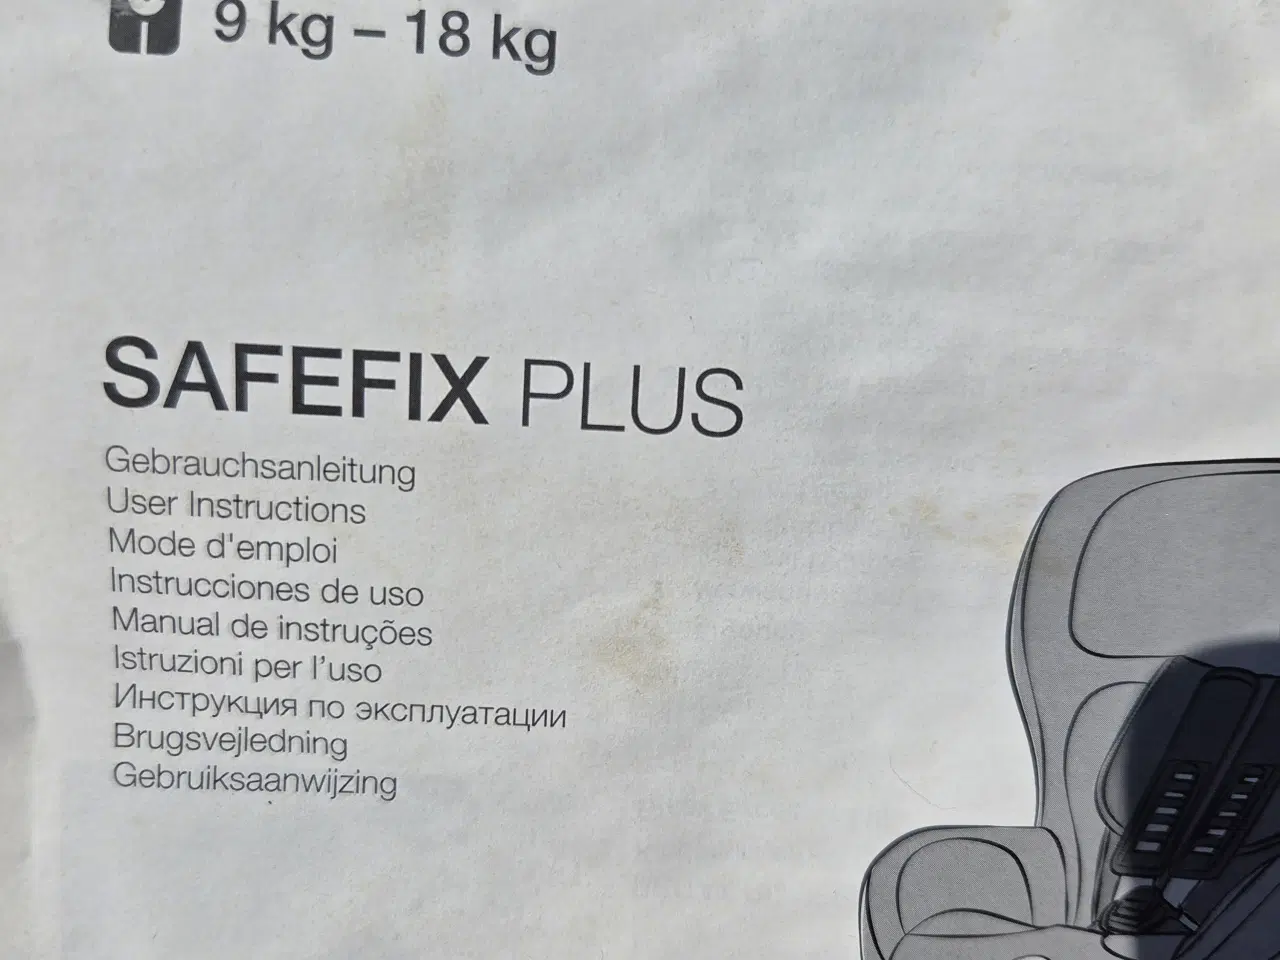 9 kg – 18 kg
SAFEFIX PLUS
Gebrauchsanleitung
User Instructions
Mode d'emploi
Instrucciones de uso
Manual de instruções
Istruzioni per l’uso
Инструкция по эксплуатации
Brugsvejledning
Gebruiksaanwijzing